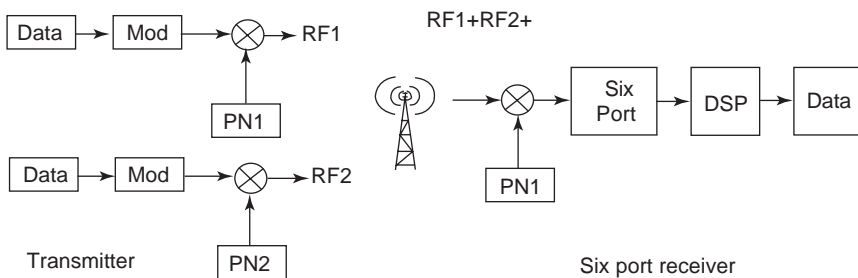 Data
Mod
RF1
PN1
Data
Mod
RF2
PN2
Transmitter
RF1+RF2+
PN1
Six
Port
DSP
Data
Six port receiver